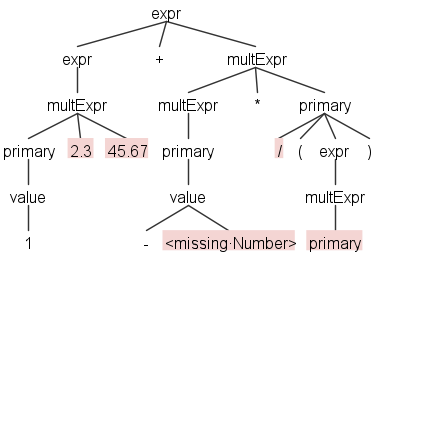 expr
expr + multExpr
multExpr multExpr * primary
primary 2.3 45.67 primary / ( expr )
value value multExpr
1 - <missing·Number> primary